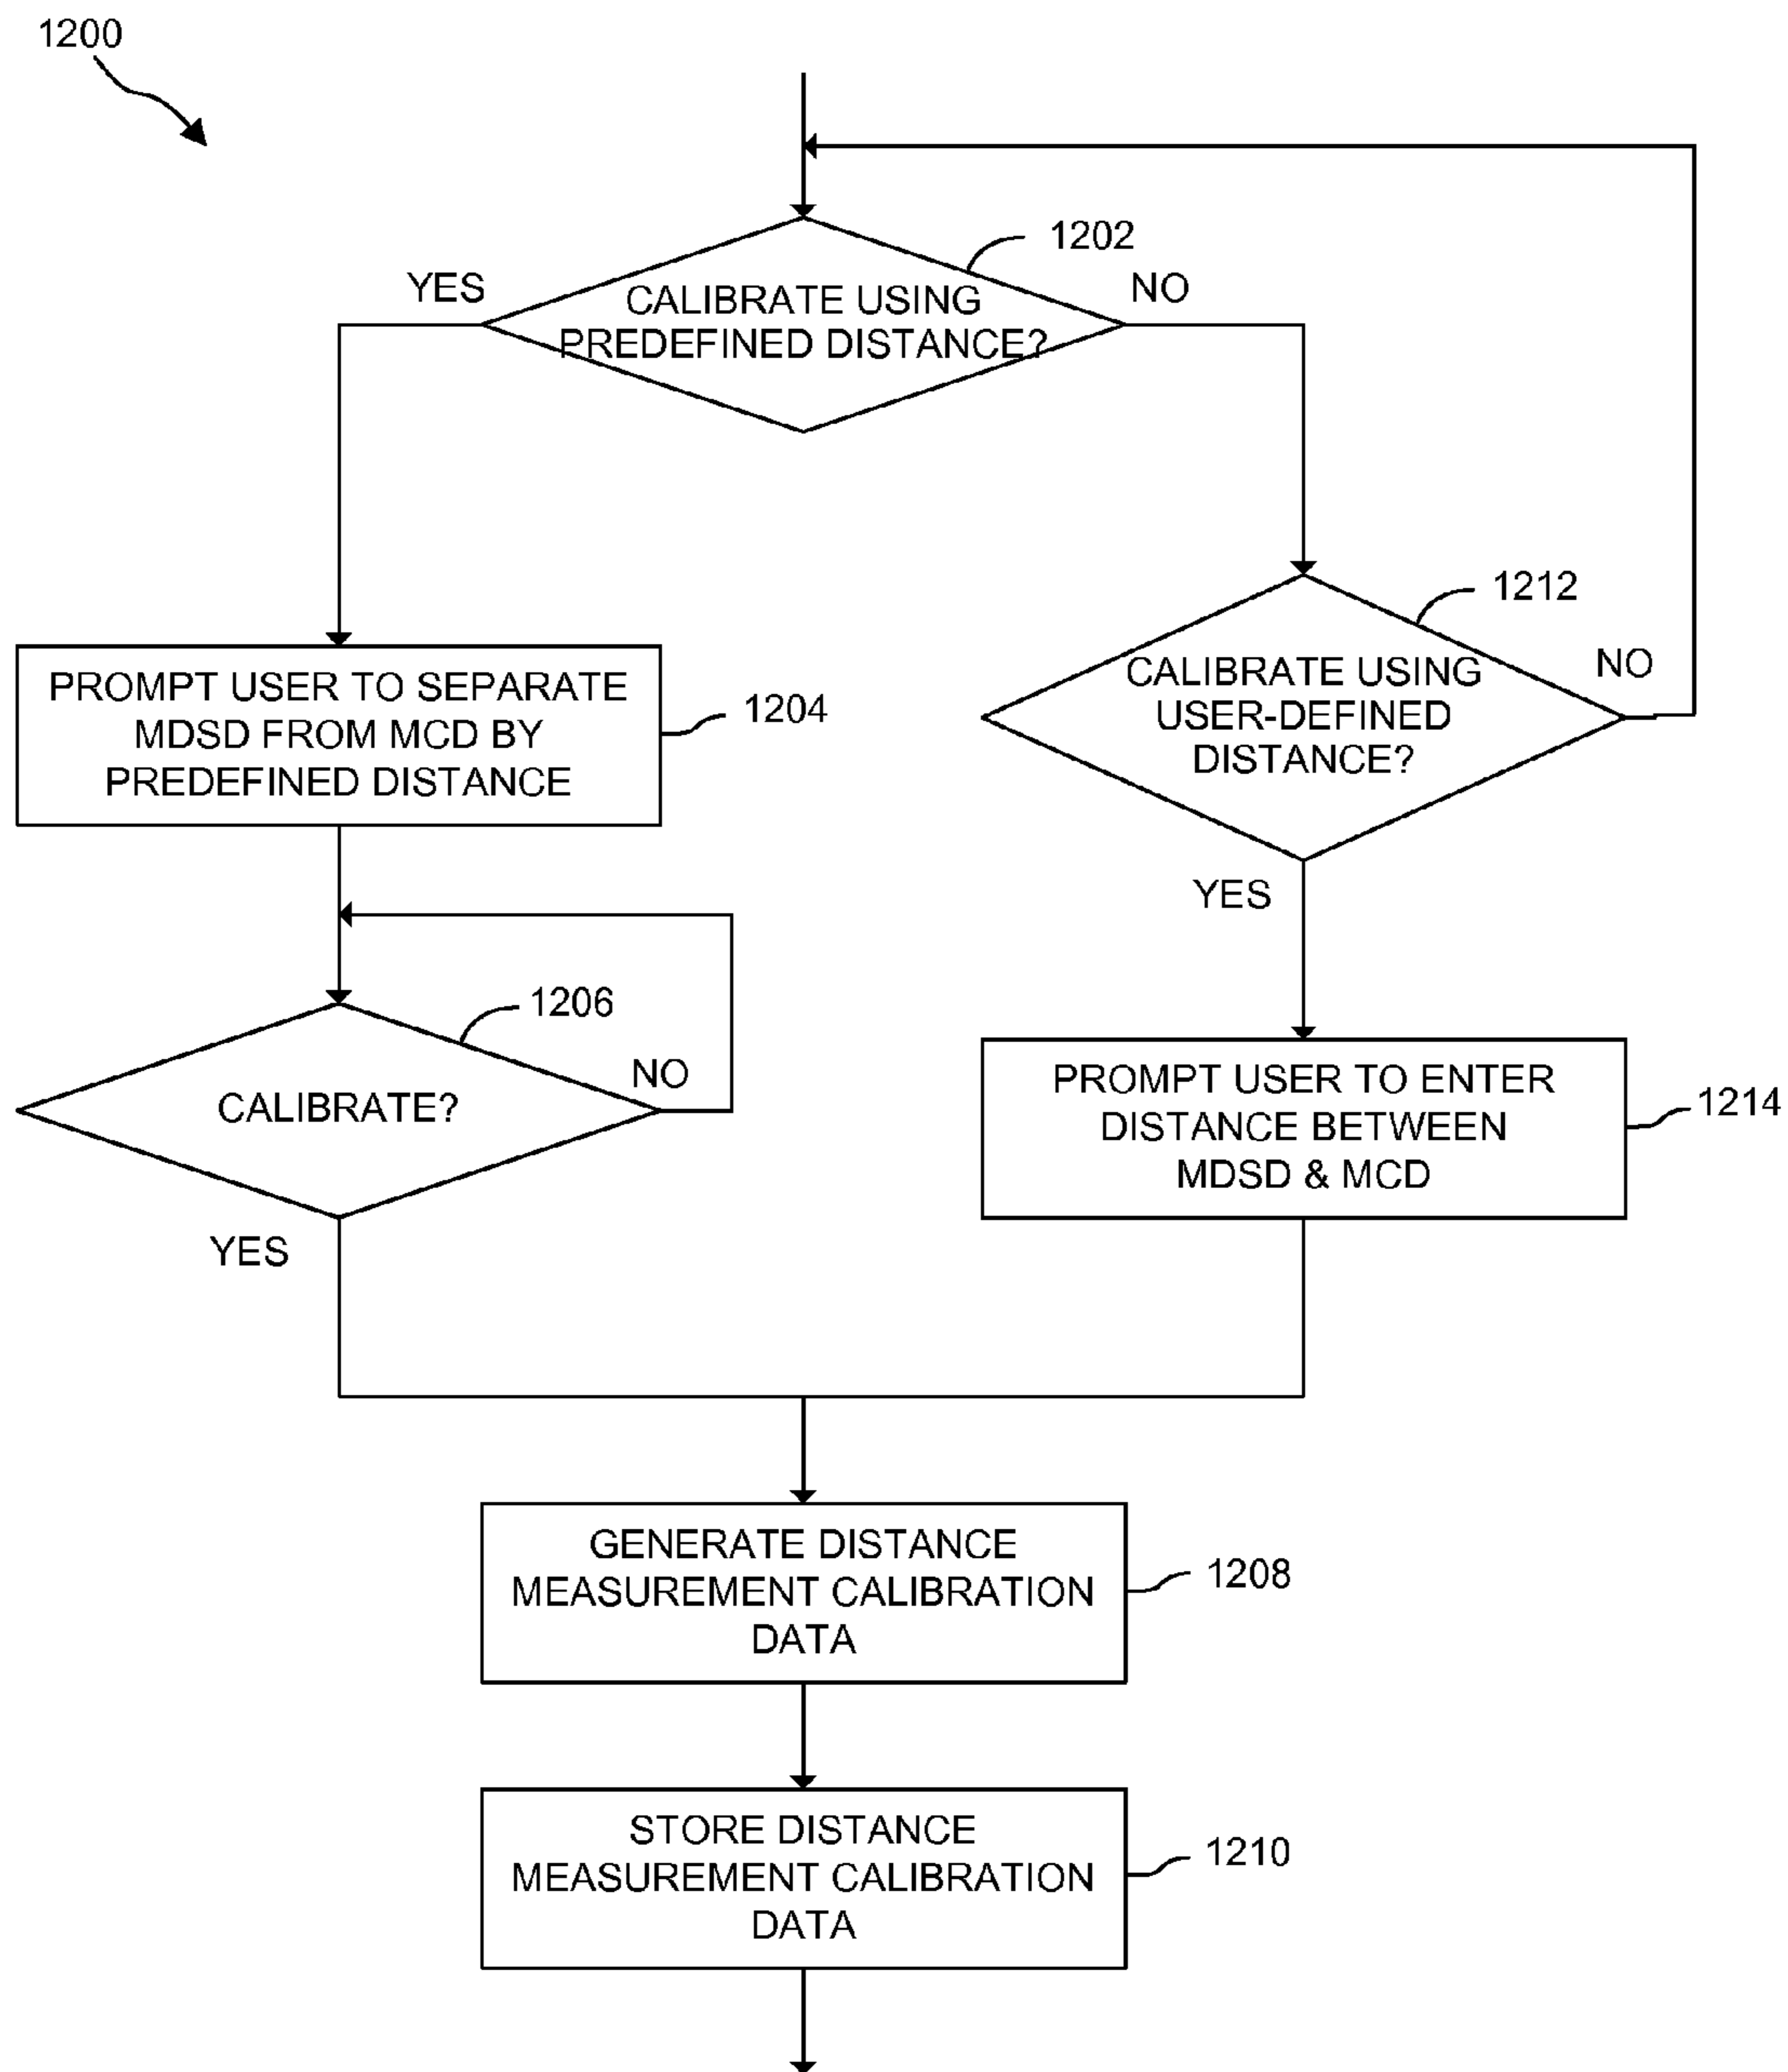 1200
1202
YES
NO
CALIBRATE USING
PREDEFINED DISTANCE?
1212
CALIBRATE USING
USER-DEFINED
DISTANCE?
NO
YES
PROMPT USER TO SEPARATE
MDSD FROM MCD BY
PREDEFINED DISTANCE
1204
1206
CALIBRATE?
NO
YES
PROMPT USER TO ENTER
DISTANCE BETWEEN
MDSD & MCD
1214
GENERATE DISTANCE
MEASUREMENT CALIBRATION
DATA
1208
STORE DISTANCE
MEASUREMENT CALIBRATION
DATA
1210